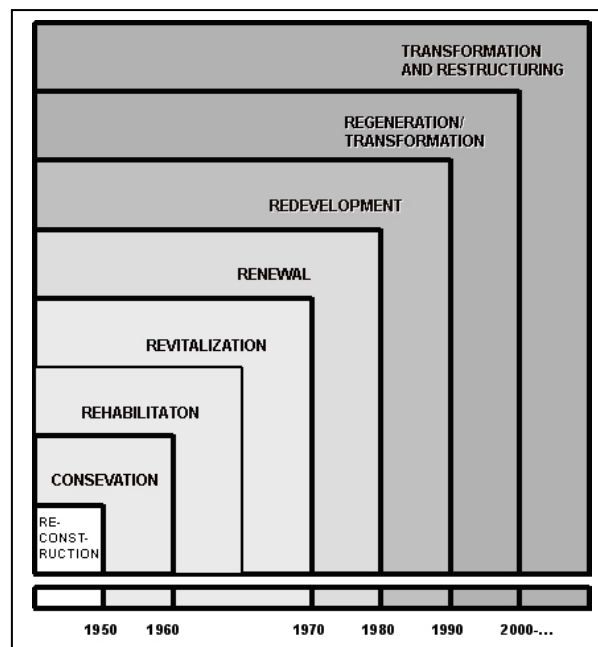 TRANSFORMATION
AND RESTRUCTURING
REGENERATION/
TRANSFORMATION
REDEVELOPMENT
RENEWAL
REVITALIZATION
REHABILITATON
CONSEVATION
RE-
CONST-
RUCTION
1950 1960 1970 1980 1990 2000-...